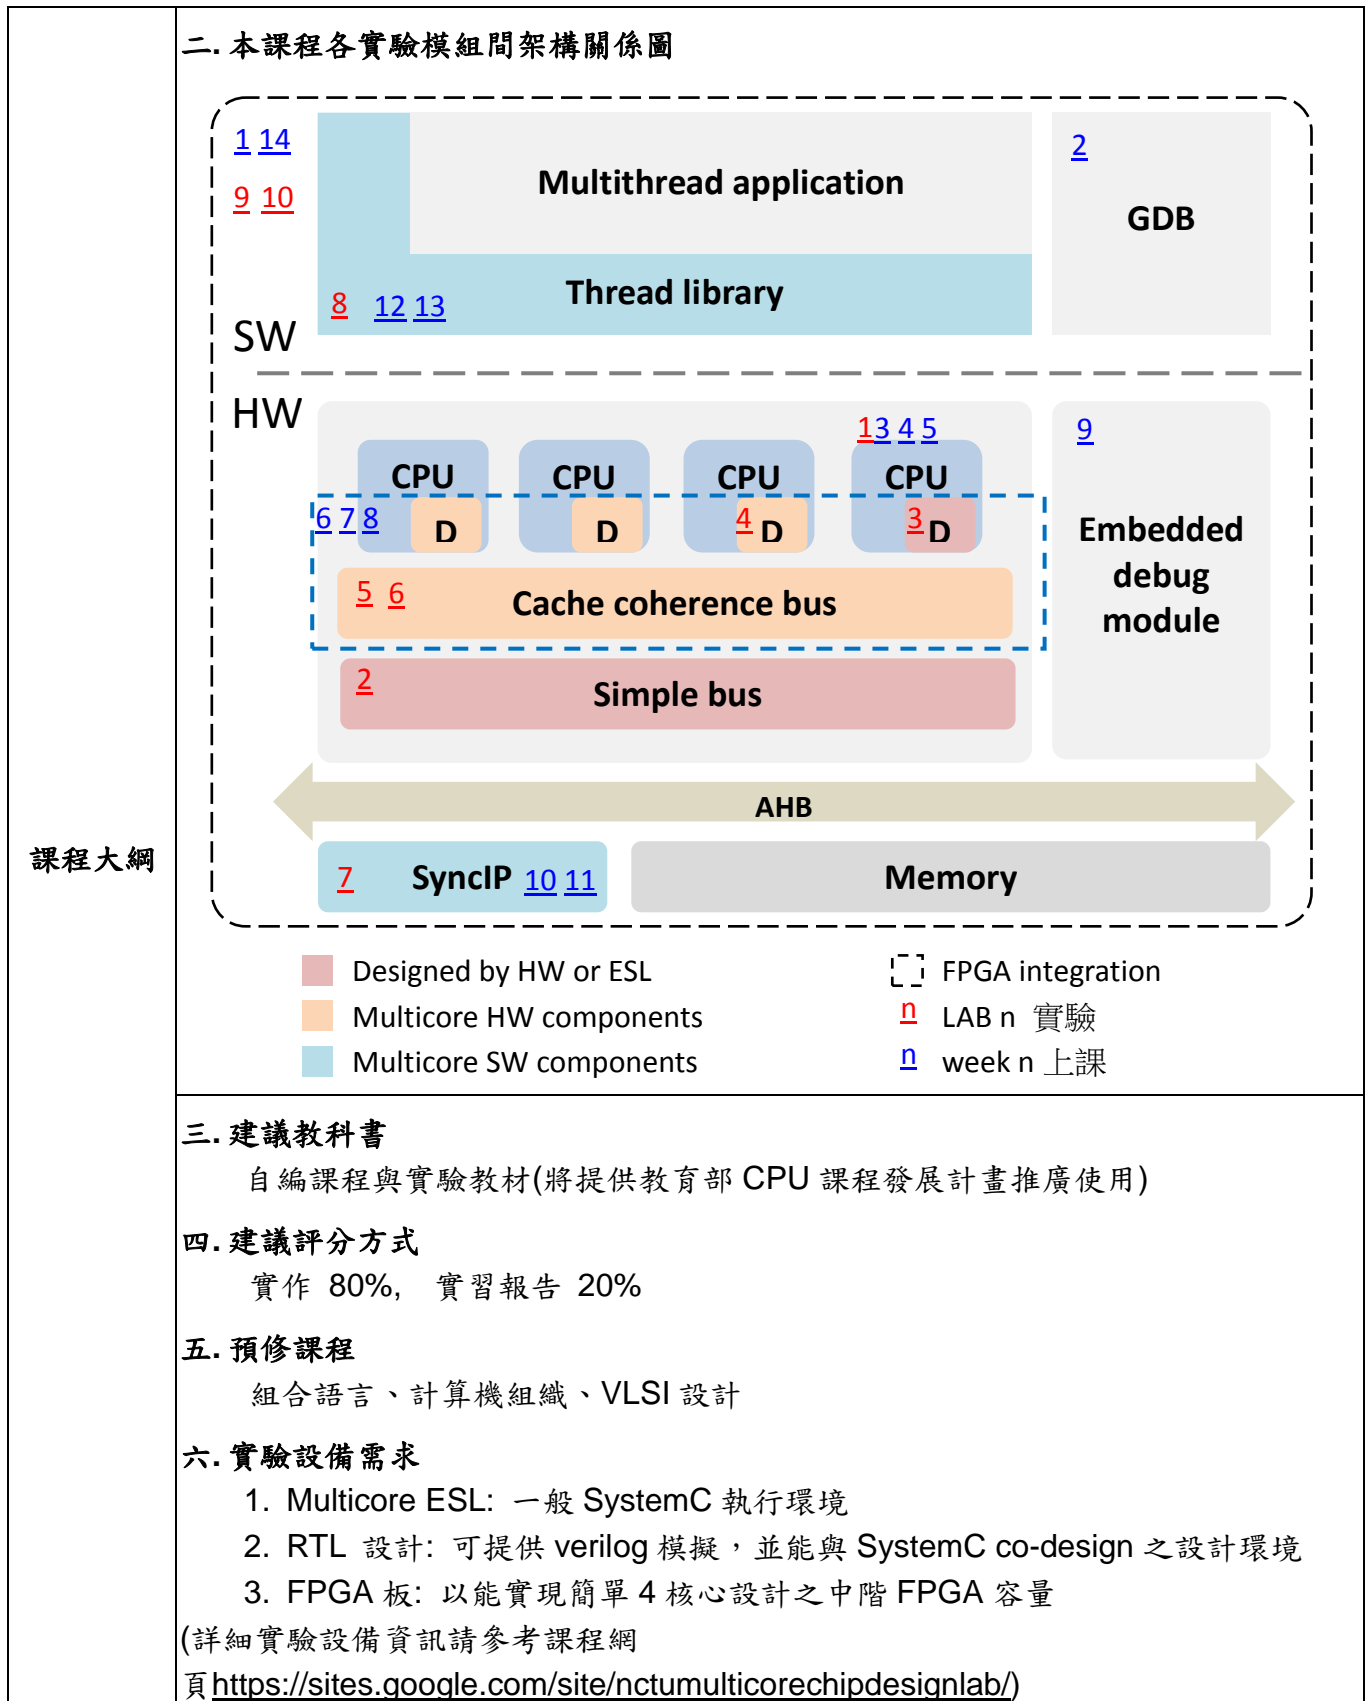 二. 本課程各實驗模組間架構關係圖
1 14
9 10
Multithread application
2
GDB
8 12 13
Thread library
SW
HW
1 3 4 5
9
CPU CPU CPU CPU
6 7 8
D D 4 D 3 D
Embedded
debug
module
5 6 Cache coherence bus
2 Simple bus
AHB
7 SyncIP 10 11
Memory
Designed by HW or ESL
Multicore HW components
Multicore SW components
FPGA integration
n LAB n 實驗
n week n 上課
課程大綱
三. 建議教科書
自編課程與實驗教材(將提供教育部 CPU 課程發展計畫推廣使用)
四. 建議評分方式
實作 80%, 實習報告 20%
五. 預修課程
組合語言、計算機組織、VLSI 設計
六. 實驗設備需求
1. Multicore ESL: 一般 SystemC 執行環境
2. RTL 設計: 可提供 verilog 模擬，並能與 SystemC co-design 之設計環境
3. FPGA 板: 以能實現簡單 4 核心設計之中階 FPGA 容量
(詳細實驗設備資訊請參考課程網
頁https://sites.google.com/site/nctumulticorechipdesignlab/)